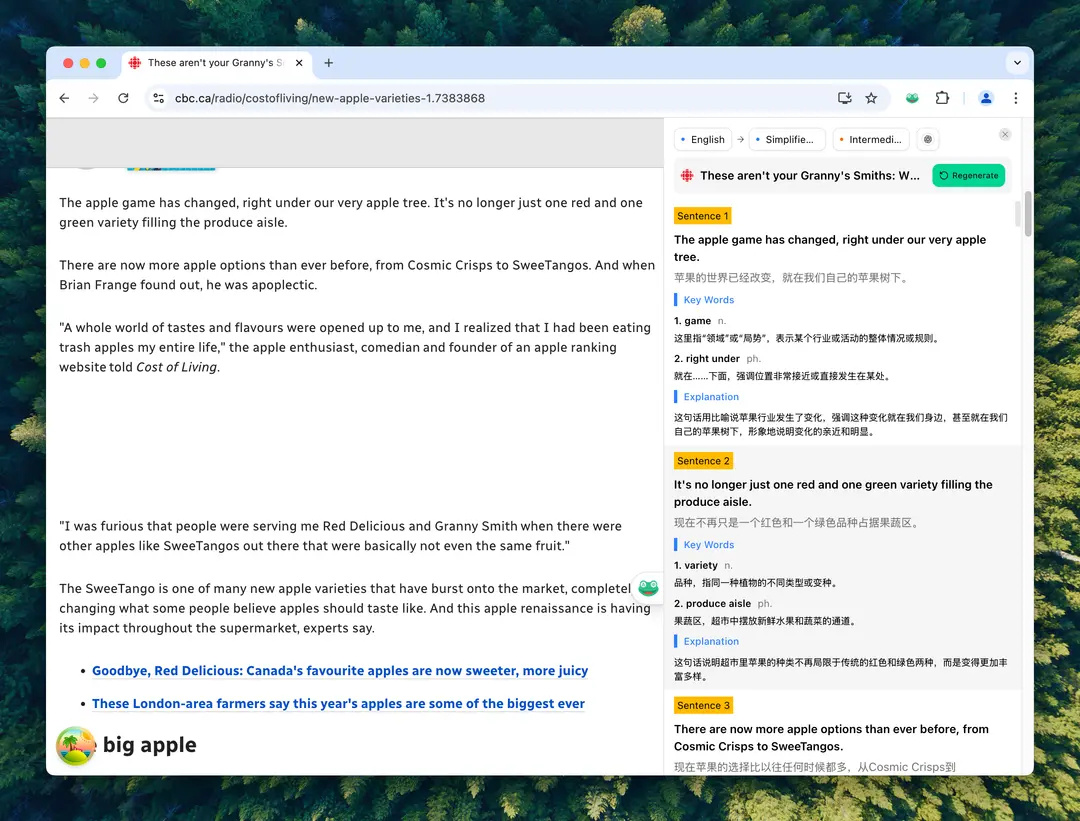 These aren't your Granny's S
cbc.ca/radio/costofliving/new-apple-varieties-1.7383868
The apple game has changed, right under our very apple tree. It's no longer just one red and one
green variety filling the produce aisle.
There are now more apple options than ever before, from Cosmic Crisps to SweeTangos. And when
Brian Frange found out, he was apoplectic.
"A whole world of tastes and flavours were opened up to me, and I realized that I had been eating
trash apples my entire life," the apple enthusiast, comedian and founder of an apple ranking
website told Cost of Living.
"I was furious that people were serving me Red Delicious and Granny Smith when there were
other apples like SweeTangos out there that were basically not even the same fruit."
The SweeTango is one of many new apple varieties that have burst onto the market, completel
changing what some people believe apples should taste like. And this apple renaissance is having
its impact throughout the supermarket, experts say.
• Goodbye, Red Delicious: Canada's favourite apples are now sweeter, more juicy
• These London-area farmers say this year's apples are some of the biggest ever
big apple
English → Simplifie... Intermedi...
These aren't your Granny's Smiths: W... Regenerate
Sentence 1
The apple game has changed, right under our very apple
tree.
苹果的世界已经改变，就在我们自己的苹果树下。
Key Words
1. game n.
这里指“领域”或“局势”，表示某个行业或活动的整体情况或规则。
2. right under ph.
就在……下面，强调位置非常接近或直接发生在某处。
Explanation
这句话用比喻说苹果行业发生了变化，强调这种变化就在我们身边，甚至就在我们
自己的苹果树下，形象地说明变化的亲近和明显。
Sentence 2
It's no longer just one red and one green variety filling the
produce aisle.
现在不再只是一个红色和一个绿色品种占据果蔬区。
Key Words
1. variety n.
品种，指同一种植物的不同类型或变种。
2. produce aisle ph.
果蔬区，超市中摆放新鲜水果和蔬菜的通道。
Explanation
这句话说明超市里苹果的种类不再局限于传统的红色和绿色两种，而是变得更加丰
富多样。
Sentence 3
There are now more apple options than ever before, from
Cosmic Crisps to SweeTangos.
现在苹果的选择比以往任何时候都多，从Cosmic Crisps到